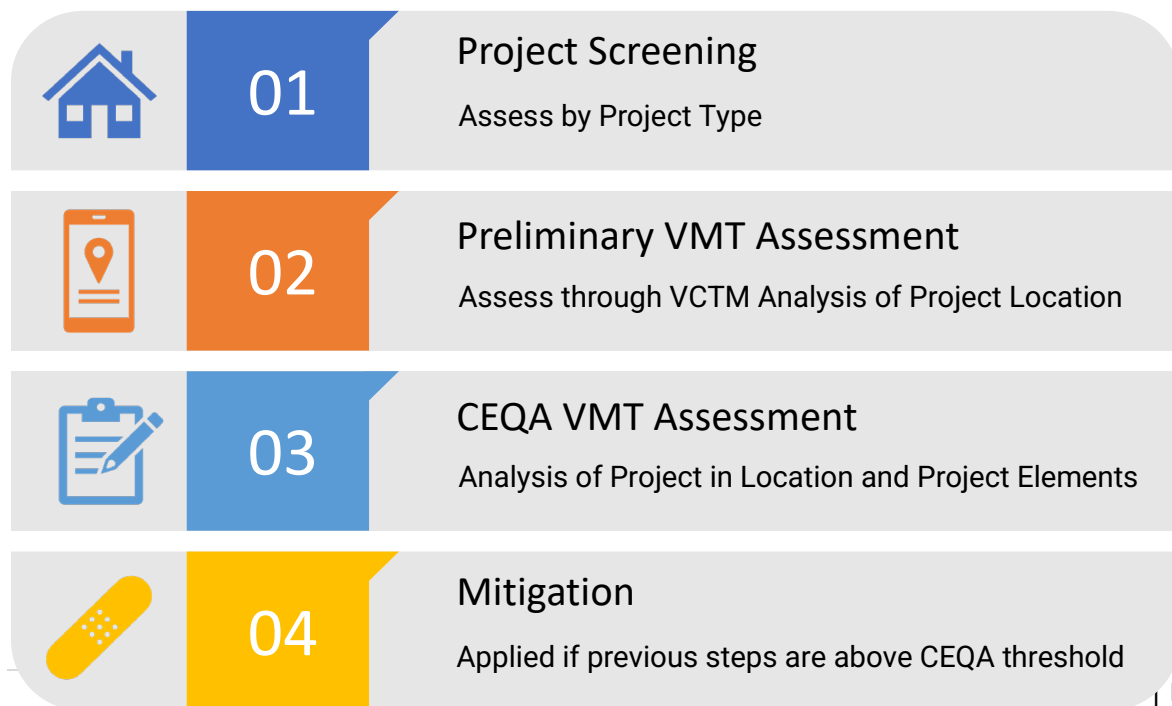 01
Project Screening
Assess by Project Type
02
Preliminary VMT Assessment
Assess through VCTM Analysis of Project Location
03
CEQA VMT Assessment
Analysis of Project in Location and Project Elements
04
Mitigation
Applied if previous steps are above CEQA threshold